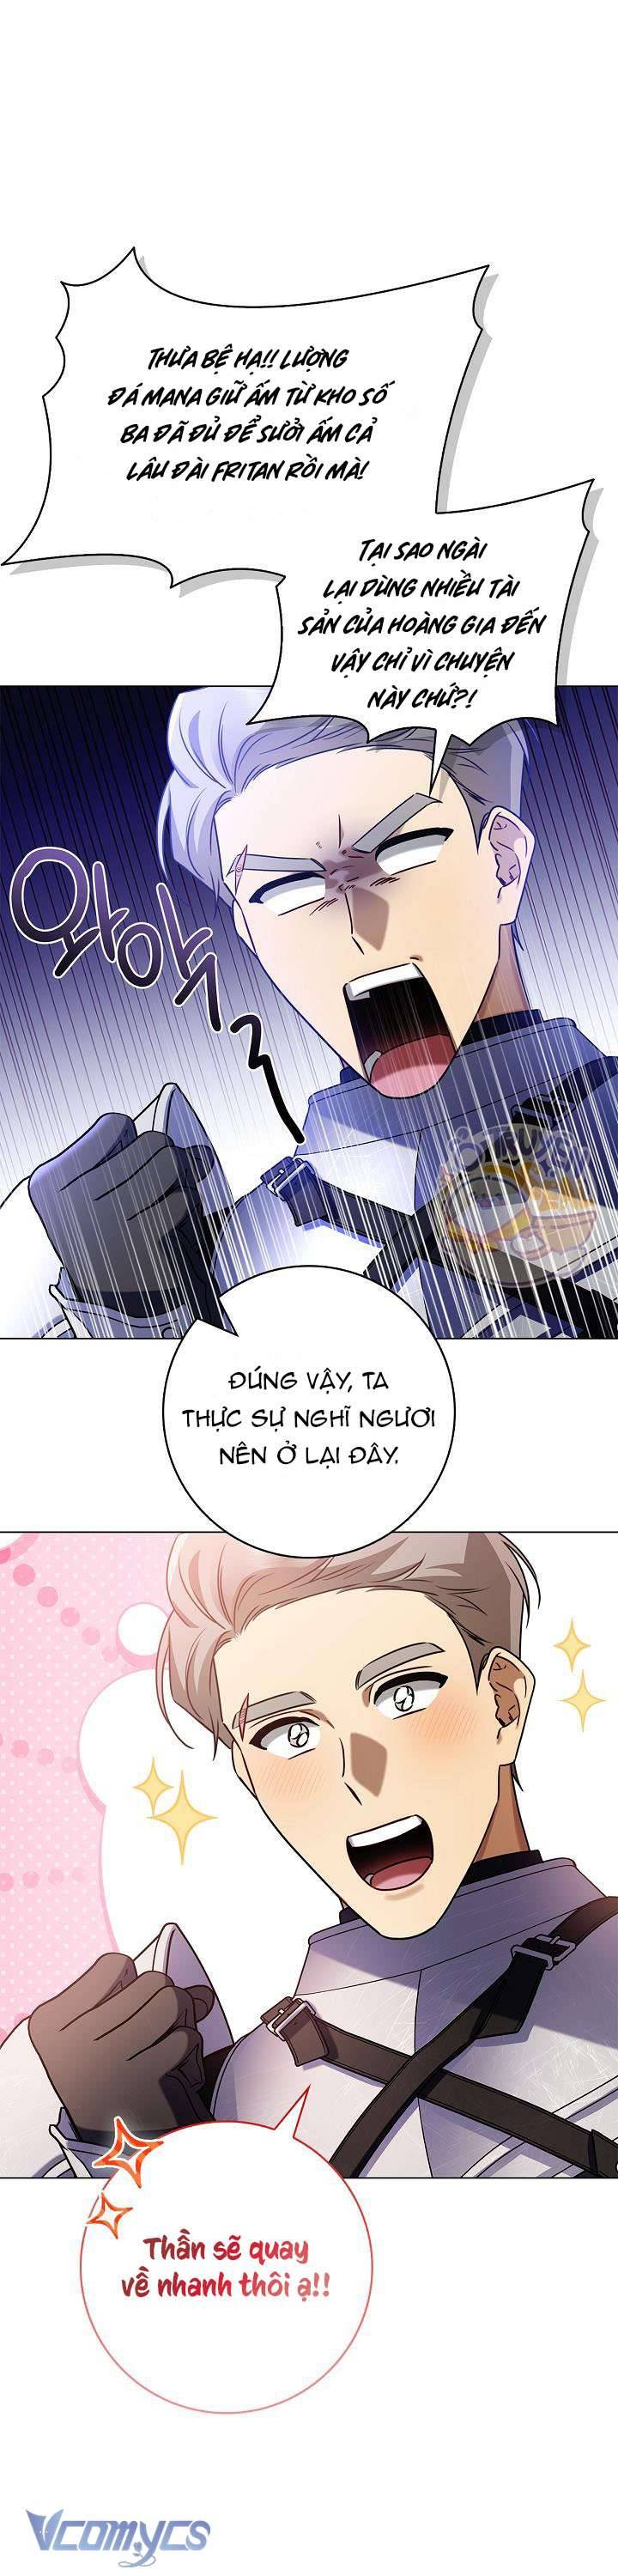 THƯA BỆ HẠ!! LƯỢNG
ĐÁ MANA GIỮ ẤM TỪ KHO SỐ
BA ĐÃ ĐỦ ĐỂ SƯỞI ẤM CẢ
LÂU ĐÀI FRITAN RỒI MÀ!
TẠI SAO NGÀI
LẠI DÙNG NHIỀU TÀI
SẢN CỦA HOÀNG GIA ĐẾN
VẬY CHỈ VÌ CHUYỆN
NÀY CHỨ?!
ĐÚNG VẬY, TA
THỰC SỰ NGHĨ NGƯƠI
NÊN Ở LẠI ĐÂY.
Thần sẽ quay
về nhanh thôi ạ!!
Vcomycs